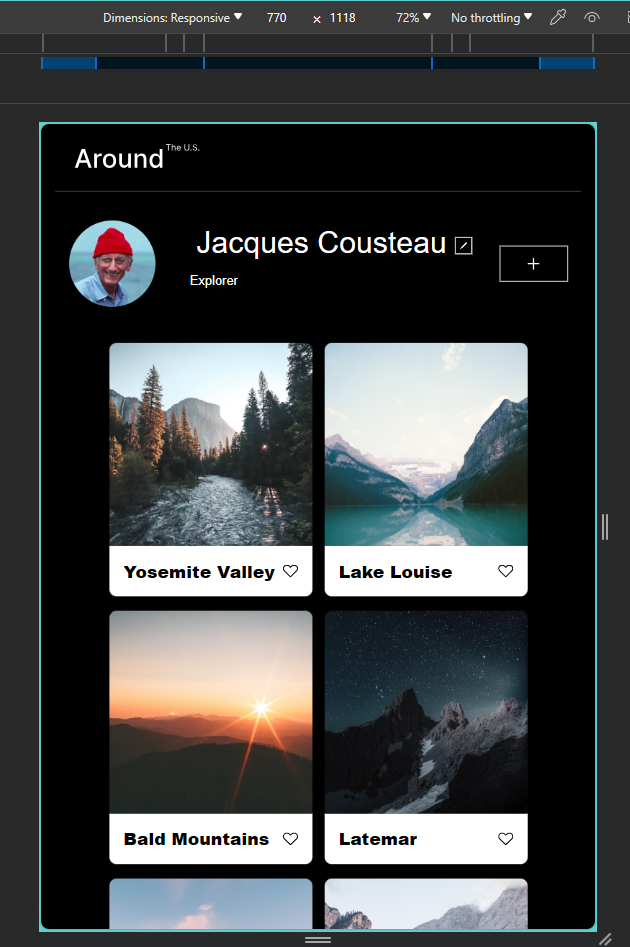 Dimensions: Responsive 770 × 1118 72% No throttling
Around The U.S.
Jacques Cousteau
Explorer
Yosemite Valley
Lake Louise
Bald Mountains
Latemar